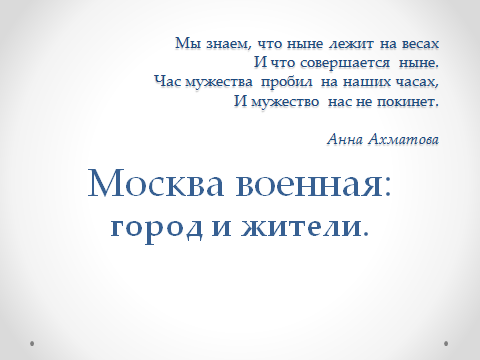 Мы знаем, что ныне лежит на весах
И что совершается ныне.
Час мужества пробил на наших часах,
И мужество нас не покинет.
Анна Ахматова
Москва военная:
город и жители.